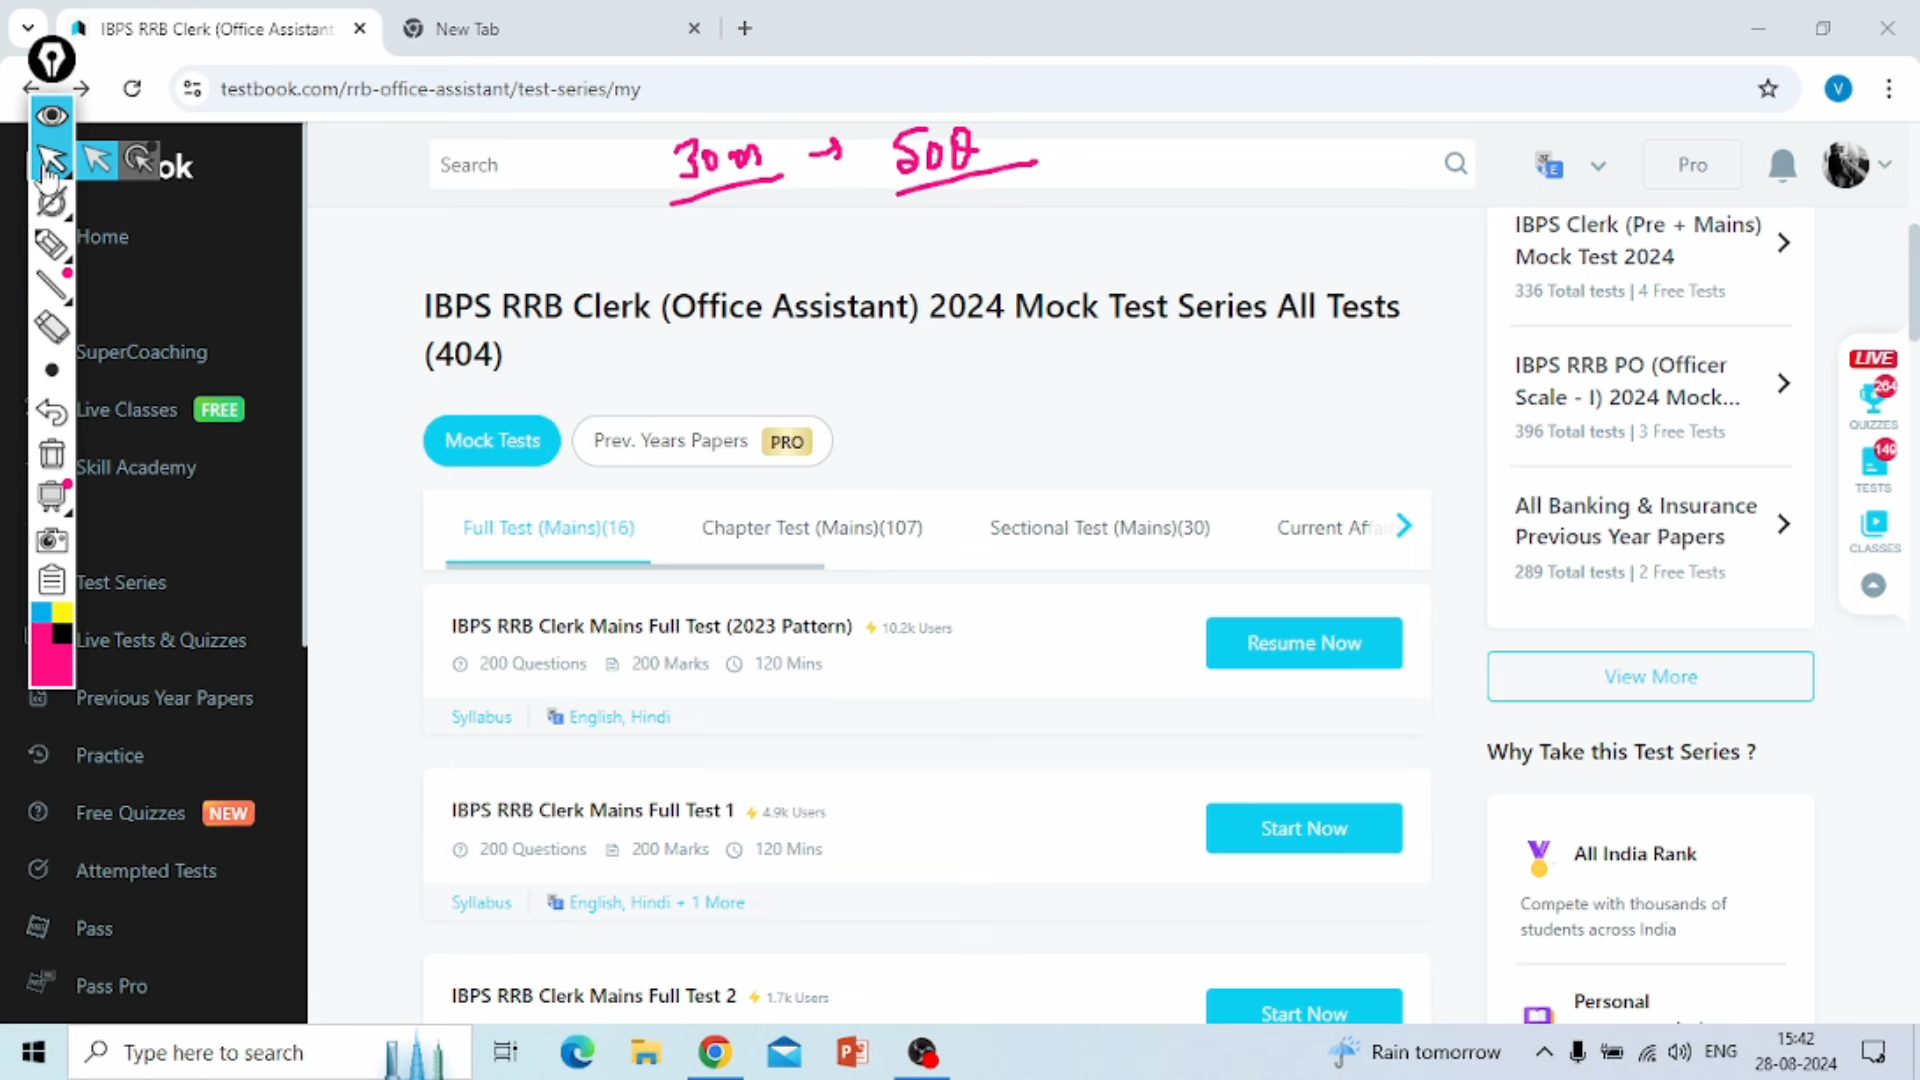 IBPS RRB Clerk (Office Assistant
New Tab
testbook.com/rrb-office-assistant/test-series/my
V
ok
Search
30m → 50Q
Pro
Home
SuperCoaching
Live Classes FREE
Skill Academy
Test Series
Live Tests & Quizzes
Previous Year Papers
Practice
Free Quizzes NEW
Attempted Tests
Pass
Pass Pro
IBPS RRB Clerk (Office Assistant) 2024 Mock Test Series All Tests
(404)
Mock Tests
Prev. Years Papers PRO
Full Test (Mains)(16)
Chapter Test (Mains)(107)
Sectional Test (Mains)(30)
Current Affairs
IBPS RRB Clerk Mains Full Test (2023 Pattern) 10.2k Users
200 Questions 200 Marks 120 Mins
Resume Now
Syllabus English, Hindi
IBPS RRB Clerk Mains Full Test 1 4.9k Users
200 Questions 200 Marks 120 Mins
Start Now
Syllabus English, Hindi + 1 More
IBPS RRB Clerk Mains Full Test 2 1.7k Users
Start Now
IBPS Clerk (Pre + Mains)
Mock Test 2024
336 Total tests | 4 Free Tests
IBPS RRB PO (Officer
Scale - I) 2024 Mock...
396 Total tests | 3 Free Tests
All Banking & Insurance
Previous Year Papers
289 Total tests | 2 Free Tests
View More
Why Take this Test Series ?
All India Rank
Compete with thousands of
students across India
Personal
LIVE
264
QUIZZES
149
TESTS
CLASSES
Type here to search
Rain tomorrow
ENG
15:42
28-08-2024